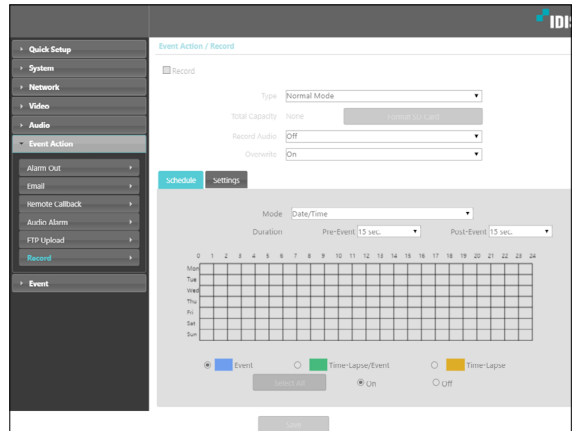 IDIS
Quick Setup
System
Network
Video
Audio
Event Action
Alarm Out
Email
Remote Callback
Audio Alarm
FTP Upload
Record
Event
Event Action / Record
Record
Type Normal Mode
Total Capacity None Format SD Card
Record Audio Off
Overwrite On
Schedule Settings
Mode Date/Time
Duration Pre-Event 15 sec. Post-Event 15 sec.
0 1 2 3 4 5 6 7 8 9 10 11 12 13 14 15 16 17 18 19 20 21 22 23 24
Mon
Tue
Wed
Thu
Fri
Sat
Sun
Event Time-Lapse/Event Time-Lapse
Select All On Off
Save